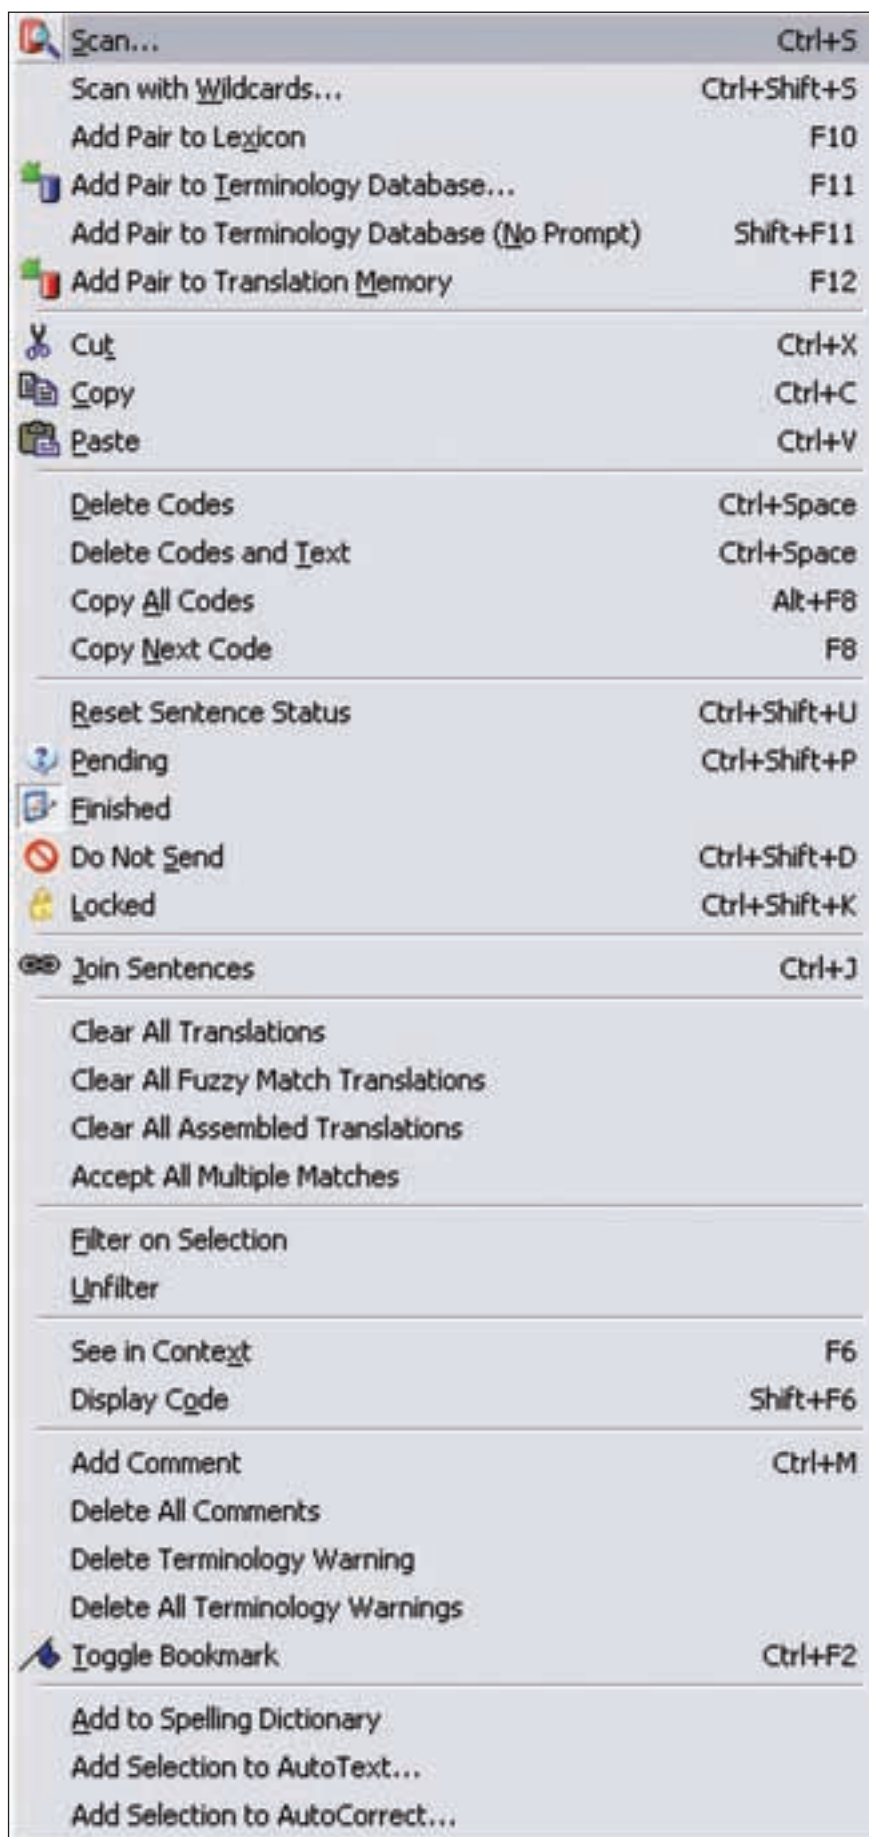 Scan... Ctrl+S
Scan with Wildcards... Ctrl+Shift+S
Add Pair to Lexicon F10
Add Pair to Terminology Database... F11
Add Pair to Terminology Database (No Prompt) Shift+F11
Add Pair to Translation Memory F12
Cut Ctrl+X
Copy Ctrl+C
Paste Ctrl+V
Delete Codes Ctrl+Space
Delete Codes and Text Ctrl+Space
Copy All Codes Alt+F8
Copy Next Code F8
Reset Sentence Status Ctrl+Shift+U
Pending Ctrl+Shift+P
Finished
Do Not Send Ctrl+Shift+D
Locked Ctrl+Shift+K
Join Sentences Ctrl+J
Clear All Translations
Clear All Fuzzy Match Translations
Clear All Assembled Translations
Accept All Multiple Matches
Filter on Selection
Unfilter
See in Context F6
Display Code Shift+F6
Add Comment Ctrl+M
Delete All Comments
Delete Terminology Warning
Delete All Terminology Warnings
Toggle Bookmark Ctrl+F2
Add to Spelling Dictionary
Add Selection to AutoText...
Add Selection to AutoCorrect...